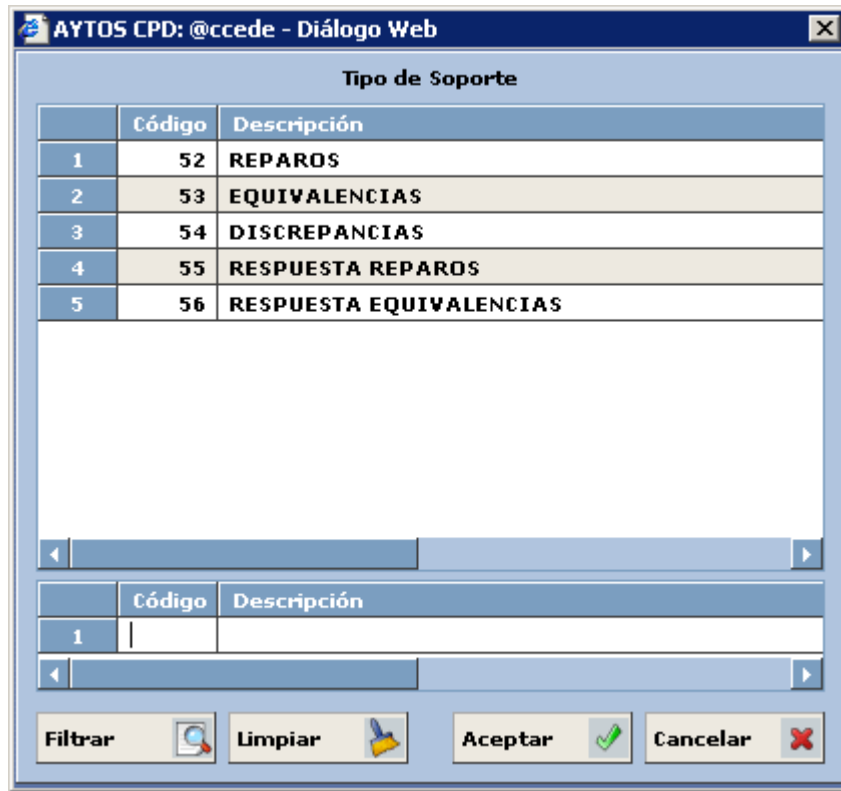 AYTOS CPD: @ccede - Diálogo Web
Tipo de Soporte
Código Descripción
1 52 REPAROS
2 53 EQUIVALENCIAS
3 54 DISCREPANCIAS
4 55 RESPUESTA REPAROS
5 56 RESPUESTA EQUIVALENCIAS
Código Descripción
1
Filtrar Limpiar Aceptar Cancelar